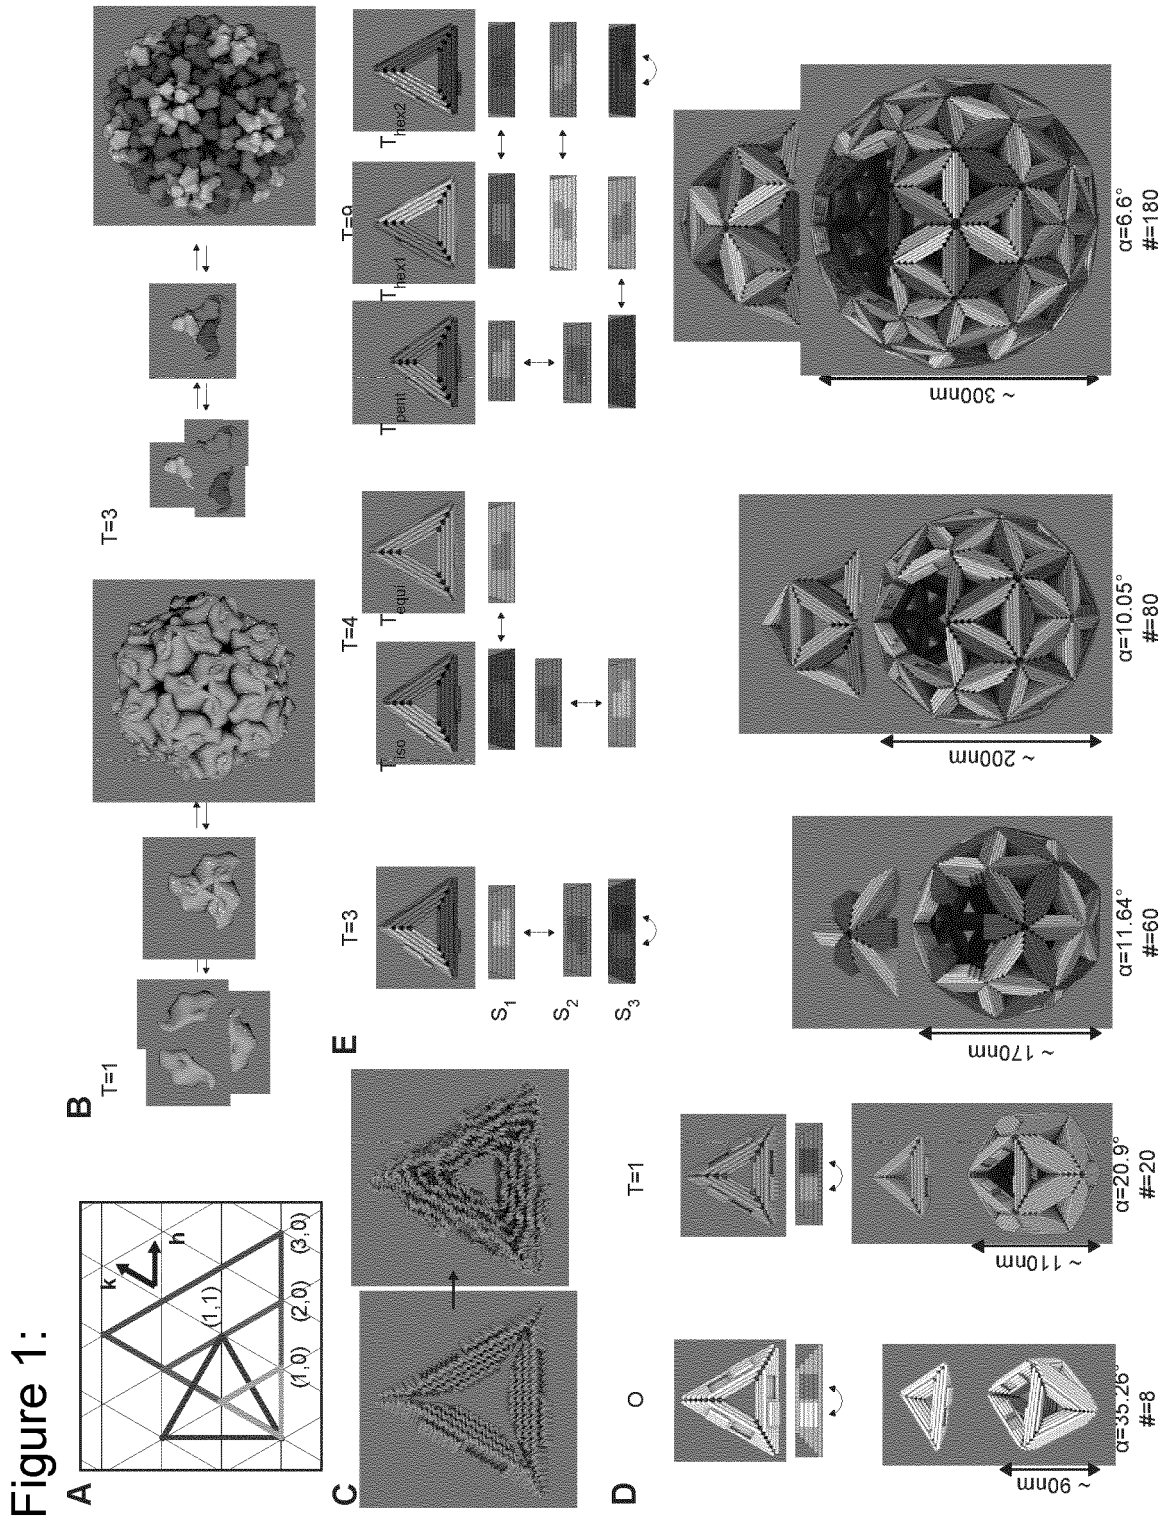 Figure 1:
A
k
h
(1,1)
(1,0)
(2,0)
(3,0)
B
T=1
T=3
C
E
T=3
T=4
T=9
Tiso
Tequi
Tpent
Thex1
Thex2
S1
S2
S3
D
O
T=1
~ 90nm
~ 110nm
~ 170nm
~ 200nm
~ 300nm
α=35.26°
#=8
α=20.9°
#=20
α=11.64°
#=60
α=10.05°
#=80
α=6.6°
#=180